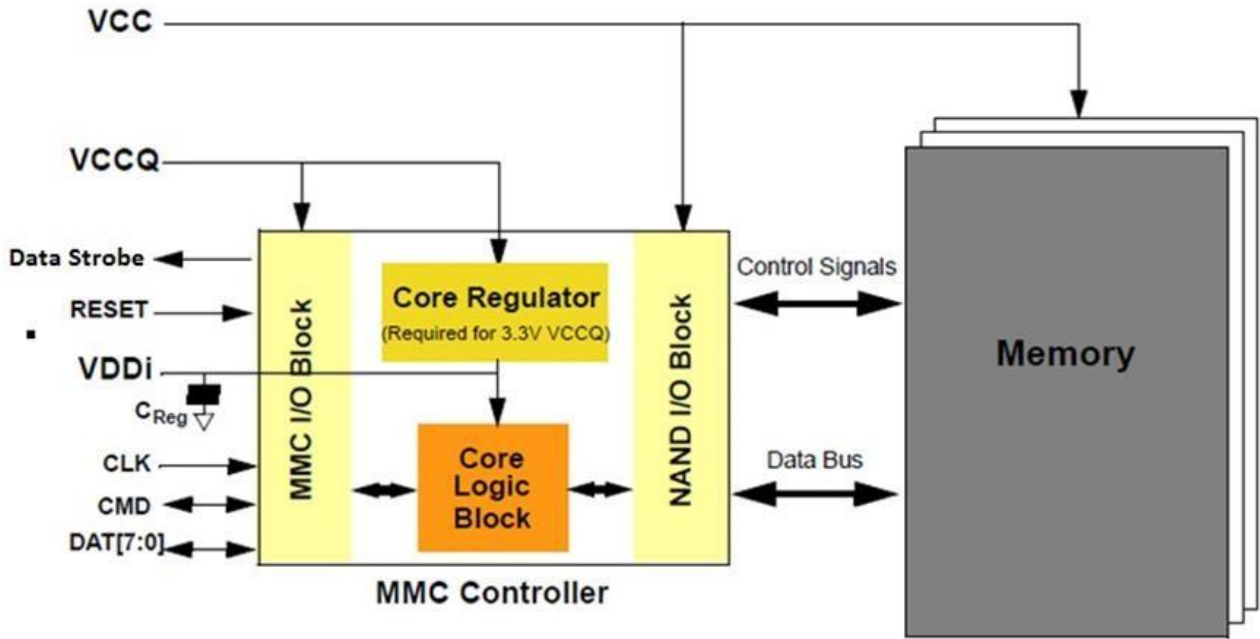 VCC
VCCQ
Data Strobe
RESET
VDDi
CReg
CLK
CMD
DAT[7:0]
MMC I/O Block
Core Regulator
(Required for 3.3V VCCQ)
Core
Logic
Block
NAND I/O Block
MMC Controller
Control Signals
Data Bus
Memory